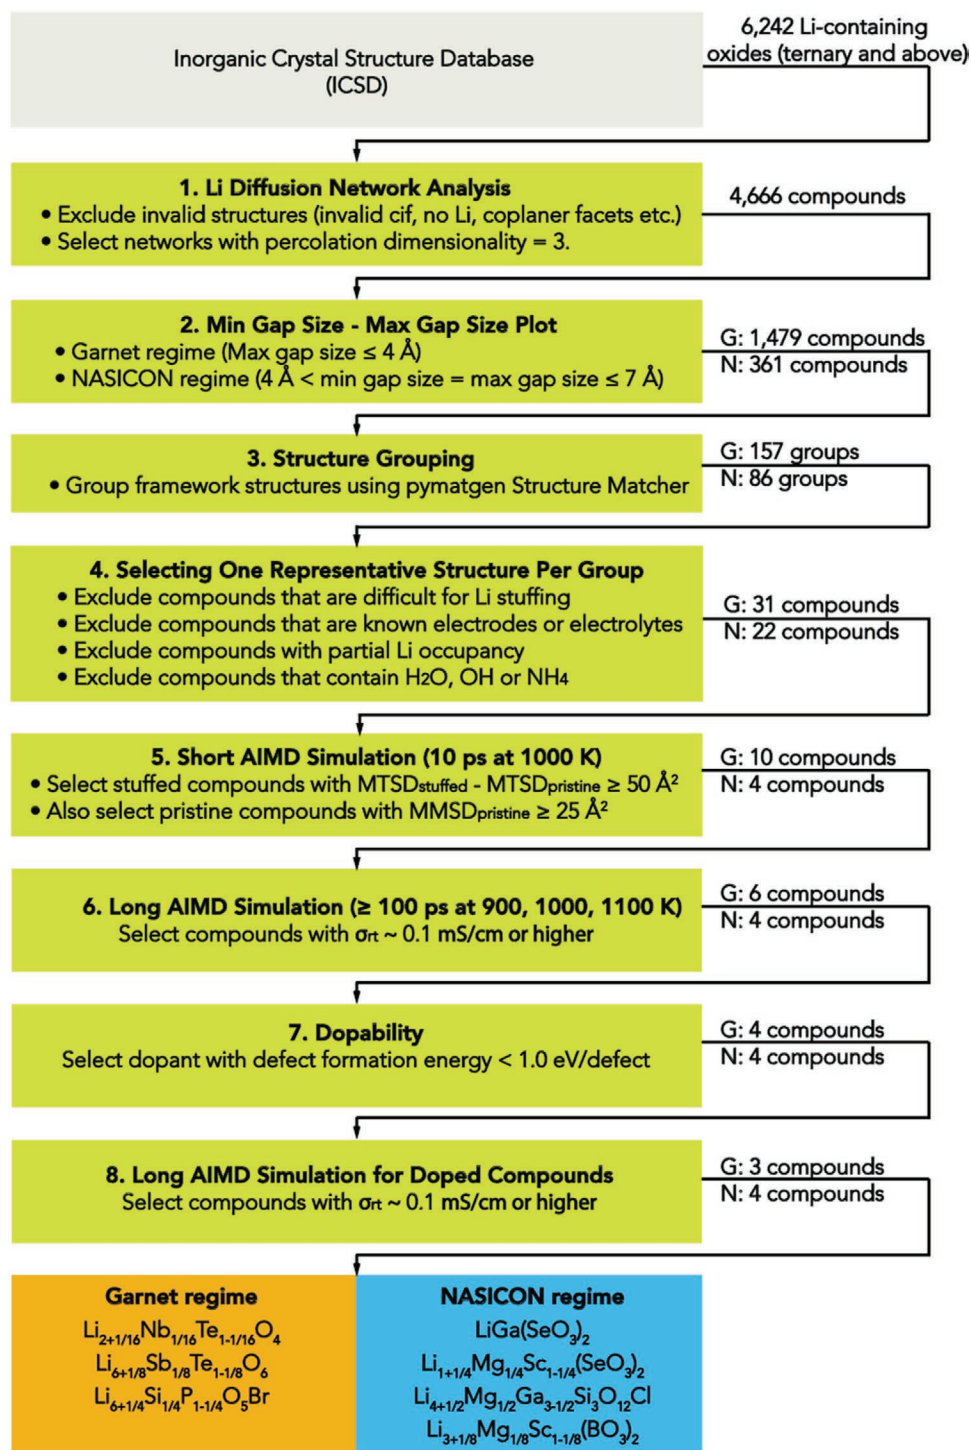 Inorganic Crystal Structure Database
(ICSD)
6,242 Li-containing
oxides (ternary and above)
1. Li Diffusion Network Analysis
• Exclude invalid structures (invalid cif, no Li, coplaner facets etc.)
• Select networks with percolation dimensionality = 3.
4,666 compounds
2. Min Gap Size - Max Gap Size Plot
• Garnet regime (Max gap size ≤ 4 Å)
• NASICON regime (4 Å < min gap size = max gap size ≤ 7 Å)
G: 1,479 compounds
N: 361 compounds
3. Structure Grouping
• Group framework structures using pymatgen Structure Matcher
G: 157 groups
N: 86 groups
4. Selecting One Representative Structure Per Group
• Exclude compounds that are difficult for Li stuffing
• Exclude compounds that are known electrodes or electrolytes
• Exclude compounds with partial Li occupancy
• Exclude compounds that contain H₂O, OH or NH₄
G: 31 compounds
N: 22 compounds
5. Short AIMD Simulation (10 ps at 1000 K)
• Select stuffed compounds with MTSDstuffed - MTSDpristine ≥ 50 Å²
• Also select pristine compounds with MMSDpristine ≥ 25 Å²
G: 10 compounds
N: 4 compounds
6. Long AIMD Simulation (≥ 100 ps at 900, 1000, 1100 K)
Select compounds with σrt ~ 0.1 mS/cm or higher
G: 6 compounds
N: 4 compounds
7. Dopability
Select dopant with defect formation energy < 1.0 eV/defect
G: 4 compounds
N: 4 compounds
8. Long AIMD Simulation for Doped Compounds
Select compounds with σrt ~ 0.1 mS/cm or higher
G: 3 compounds
N: 4 compounds
Garnet regime
Li₂₊₁/₁₆Nb₁/₁₆Te₁₋₁/₁₆O₄
Li₆₊₁/₈Sb₁/₈Te₁₋₁/₈O₆
Li₆₊₁/₄Si₁/₄P₁₋₁/₄O₅Br
NASICON regime
LiGa(SeO₃)₂
Li₁₊₁/₄Mg₁/₄Sc₁₋₁/₄(SeO₃)₂
Li₄₊₁/₂Mg₁/₂Ga₃₋₁/₂Si₃O₁₂Cl
Li₃₊₁/₈Mg₁/₈Sc₁₋₁/₈(BO₃)₂